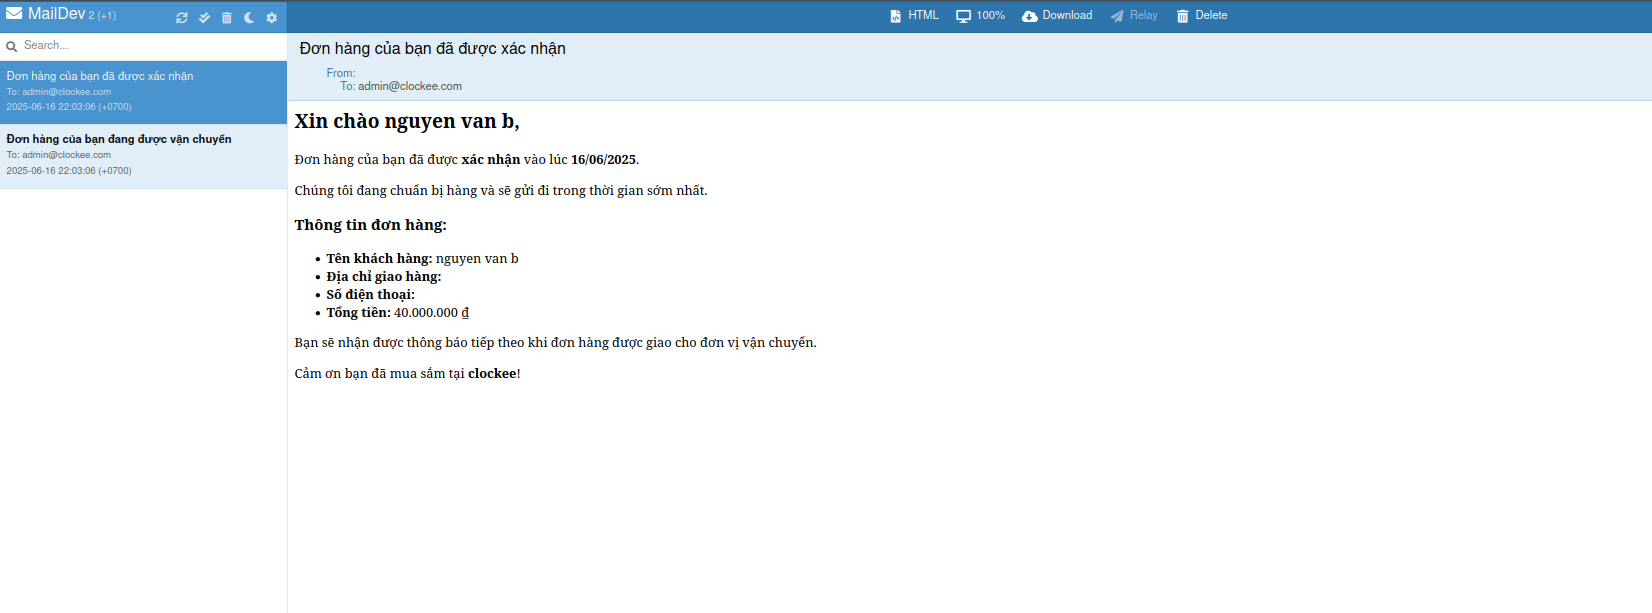 MailDev 2 (+1)
HTML 100% Download Relay Delete
Search...
Đơn hàng của bạn đã được xác nhận
To: admin@clockee.com
2025-06-16 22:03:06 (+0700)
Đơn hàng của bạn đang được vận chuyển
To: admin@clockee.com
2025-06-16 22:03:06 (+0700)
Đơn hàng của bạn đã được xác nhận
From:
To: admin@clockee.com
Xin chào nguyen van b,
Đơn hàng của bạn đã được xác nhận vào lúc 16/06/2025.
Chúng tôi đang chuẩn bị hàng và sẽ gửi đi trong thời gian sớm nhất.
Thông tin đơn hàng:
• Tên khách hàng: nguyen van b
• Địa chỉ giao hàng:
• Số điện thoại:
• Tổng tiền: 40.000.000 ₫
Bạn sẽ nhận được thông báo tiếp theo khi đơn hàng được giao cho đơn vị vận chuyển.
Cảm ơn bạn đã mua sắm tại clockee!